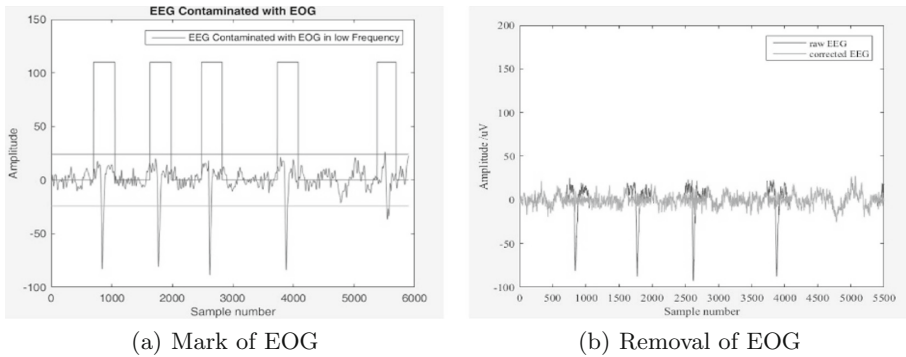 EEG Contaminated with EOG
EEG Contaminated with EOG in low Frequency
150
100
50
0
-50
-100
Amplitude
0 1000 2000 3000 4000 5000 6000
Sample number
(a) Mark of EOG
raw EEG
corrected EEG
200
150
100
50
0
-50
-100
Amplitude /uV
0 500 1000 1500 2000 2500 3000 3500 4000 4500 5000 5500
Sample number
(b) Removal of EOG